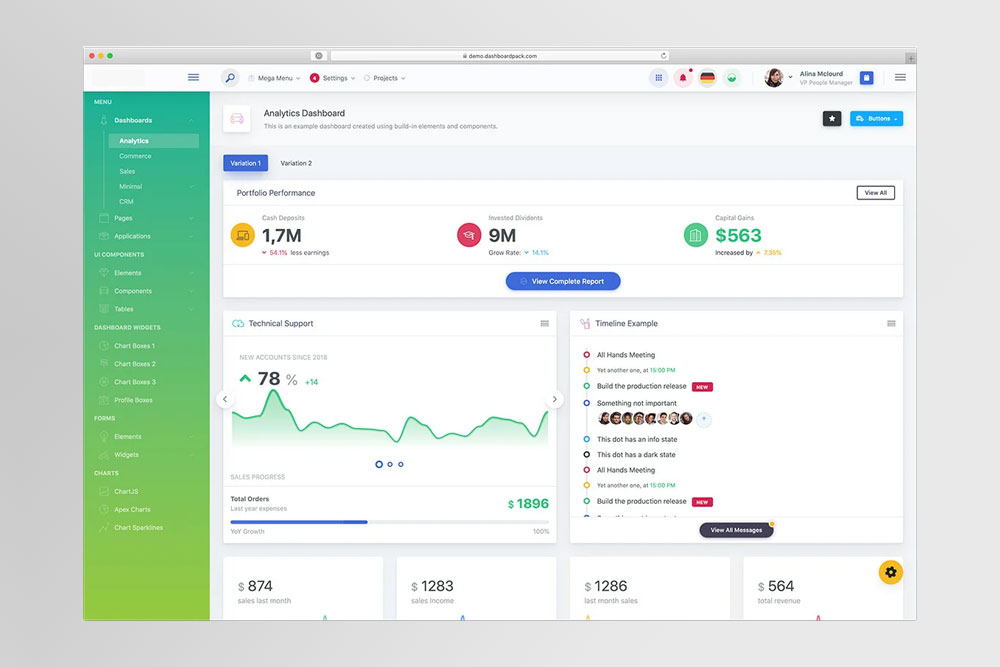 demo.dashboardpack.com
Mega Menu
4
Settings
Projects
Alina Mclourd
VP People Manager
MENU
Dashboards
Analytics
Commerce
Sales
Minimal
CRM
Pages
Applications
UI COMPONENTS
Elements
Components
Tables
DASHBOARD WIDGETS
Chart Boxes 1
Chart Boxes 2
Chart Boxes 3
Profile Boxes
FORMS
Elements
Widgets
CHARTS
ChartJS
Apex Charts
Chart Sparklines
Analytics Dashboard
This is an example dashboard created using build-in elements and components.
Buttons
Variation 1
Variation 2
Portfolio Performance
View All
Cash Deposits
1,7M
54.1% less earnings
Invested Dividents
9M
Grow Rate: 14.1%
Capital Gains
$563
Increased by 7.35%
View Complete Report
Technical Support
NEW ACCOUNTS SINCE 2018
78 % +14
SALES PROGRESS
Total Orders
Last year expenses
$ 1896
YoY Growth
100%
Timeline Example
All Hands Meeting
Yet another one, at 15:00 PM
Build the production release NEW
Something not important
+
This dot has an info state
This dot has a dark state
All Hands Meeting
Yet another one, at 15:00 PM
Build the production release NEW
View All Messages
$ 874
sales last month
$ 1283
sales Income
$ 1286
last month sales
$ 564
total revenue